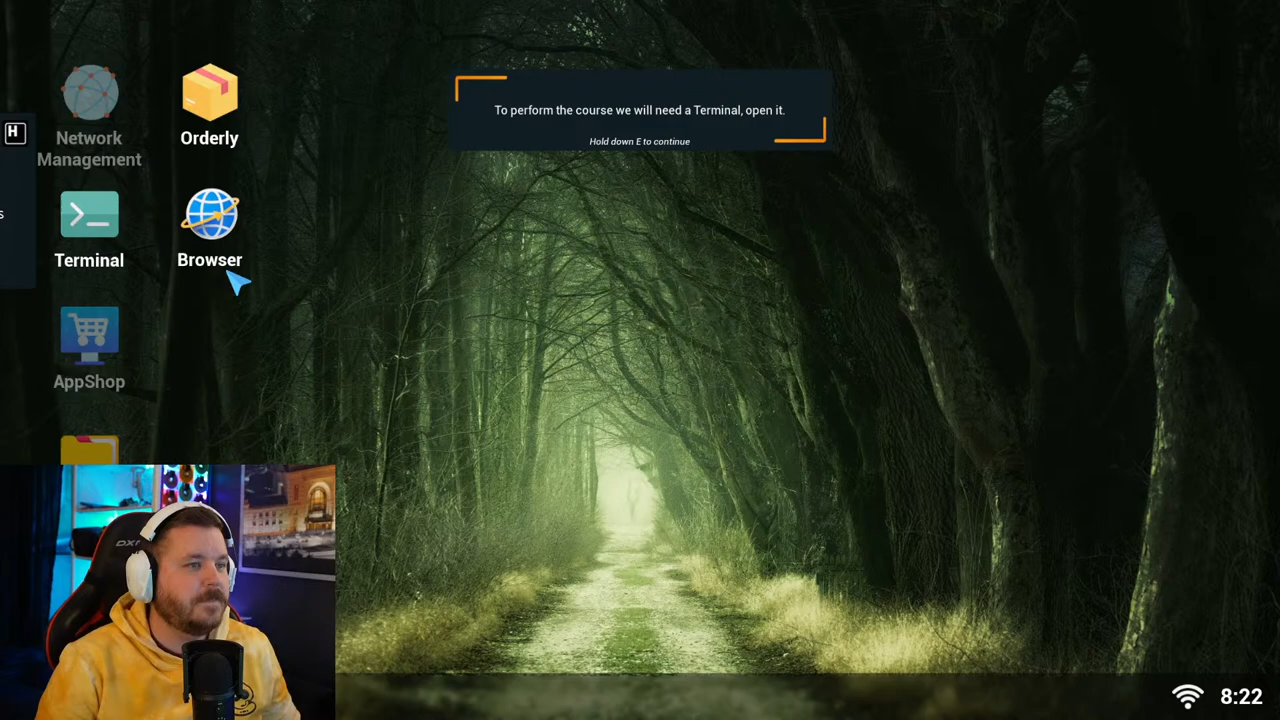 To perform the course we will need a Terminal, open it.
Hold down E to continue
Network
Management
Orderly
H
s
Terminal
Browser
AppShop
DXR
8:22